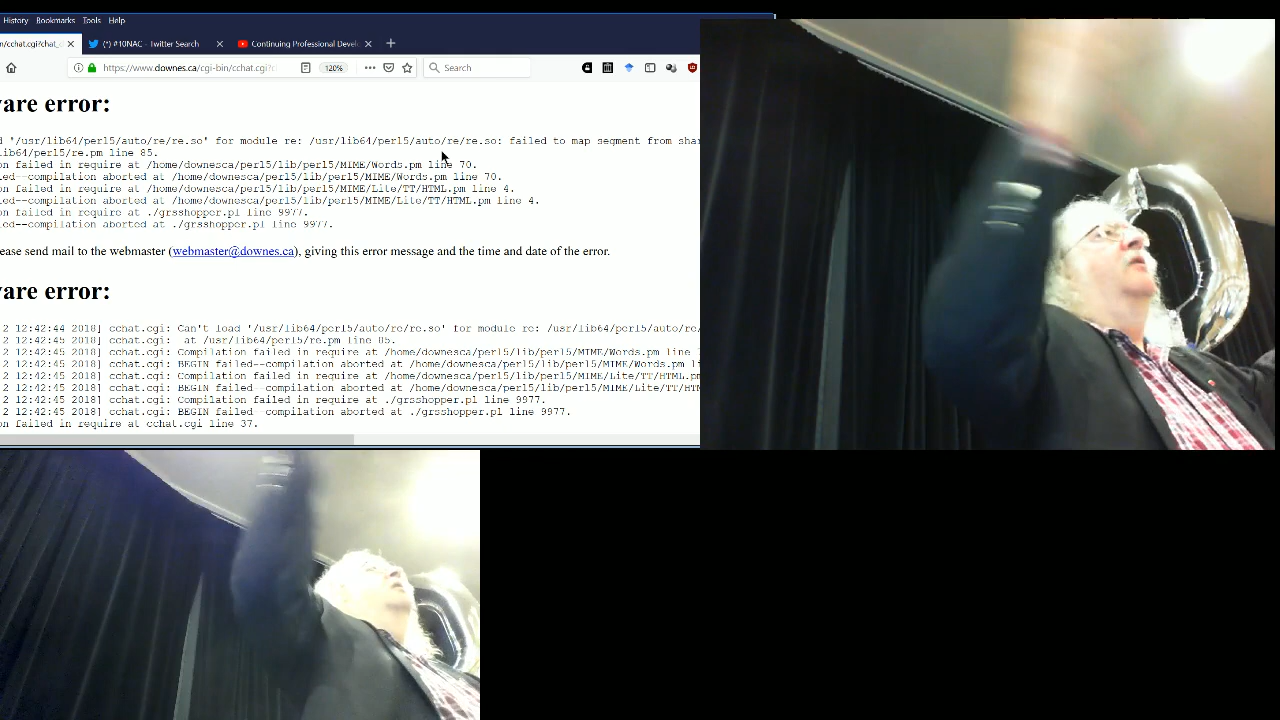 History Bookmarks Tools Help
n/cchat.cgi?chat_ (*) #10NAC - Twitter Search Continuing Professional Devel
https://www.downes.ca/cgi-bin/cchat.cgi? 120% Search
are error:
'/usr/lib64/perl5/auto/re/re.so' for module re: /usr/lib64/perl5/auto/re/re.so: failed to map segment from shar
lib64/perl5/re.pm line 85.
on failed in require at /home/downesca/perl5/lib/perl5/MIME/Words.pm line 70.
led--compilation aborted at /home/downesca/perl5/lib/perl5/MIME/Words.pm line 70.
on failed in require at /home/downesca/perl5/lib/perl5/MIME/Lite/TT/HTML.pm line 4.
led--compilation aborted at /home/downesca/perl5/lib/perl5/MIME/Lite/TT/HTML.pm line 4.
on failed in require at ./grsshopper.pl line 9977.
led--compilation aborted at ./grsshopper.pl line 9977.
ease send mail to the webmaster (webmaster@downes.ca), giving this error message and the time and date of the error.
are error:
2 12:42:44 2018] cchat.cgi: Can't load '/usr/lib64/perl5/auto/re/re.so' for module re: /usr/lib64/perl5/auto/re/
2 12:42:45 2018] cchat.cgi: at /usr/lib64/perl5/re.pm line 85.
2 12:42:45 2018] cchat.cgi: Compilation failed in require at /home/downesca/perl5/lib/perl5/MIME/Words.pm line
2 12:42:45 2018] cchat.cgi: BEGIN failed--compilation aborted at /home/downesca/perl5/lib/perl5/MIME/Words.pm li
2 12:42:45 2018] cchat.cgi: Compilation failed in require at /home/downesca/perl5/lib/perl5/MIME/Lite/TT/HTML.pm
2 12:42:45 2018] cchat.cgi: BEGIN failed--compilation aborted at /home/downesca/perl5/lib/perl5/MIME/Lite/TT/HTM
2 12:42:45 2018] cchat.cgi: Compilation failed in require at ./grsshopper.pl line 9977.
2 12:42:45 2018] cchat.cgi: BEGIN failed--compilation aborted at ./grsshopper.pl line 9977.
on failed in require at cchat.cgi line 37.